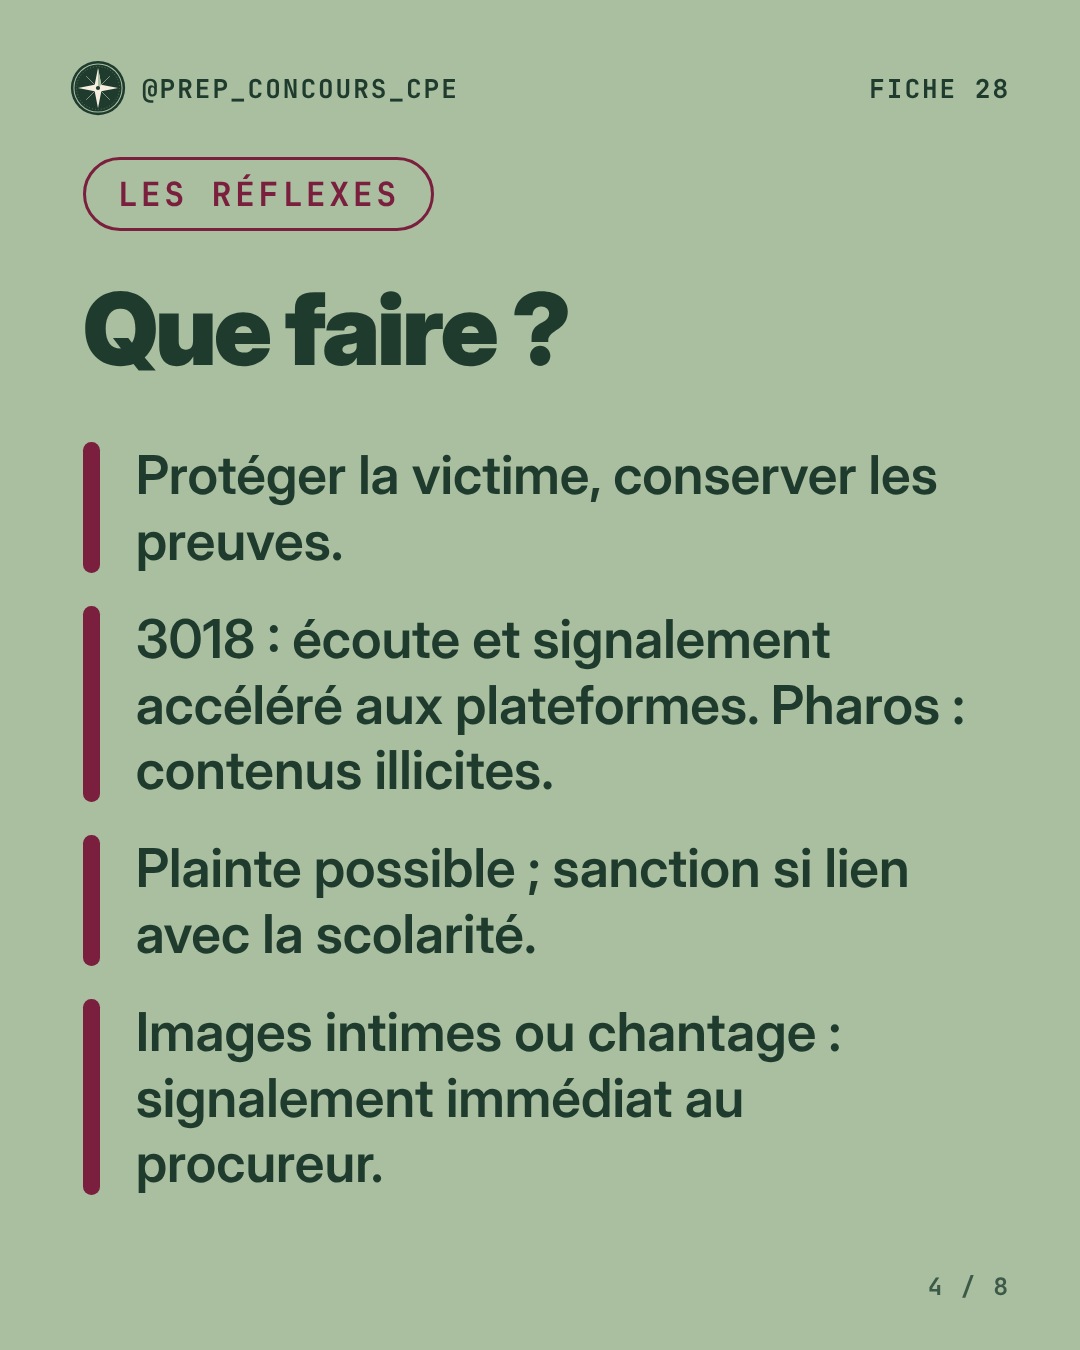 @PREP_CONCOURS_CPE
FICHE 28
LES RÉFLEXES
Que faire ?
Protéger la victime, conserver les
preuves.
3018 : écoute et signalement
accéléré aux plateformes. Pharos :
contenus illicites.
Plainte possible ; sanction si lien
avec la scolarité.
Images intimes ou chantage :
signalement immédiat au
procureur.
4 / 8